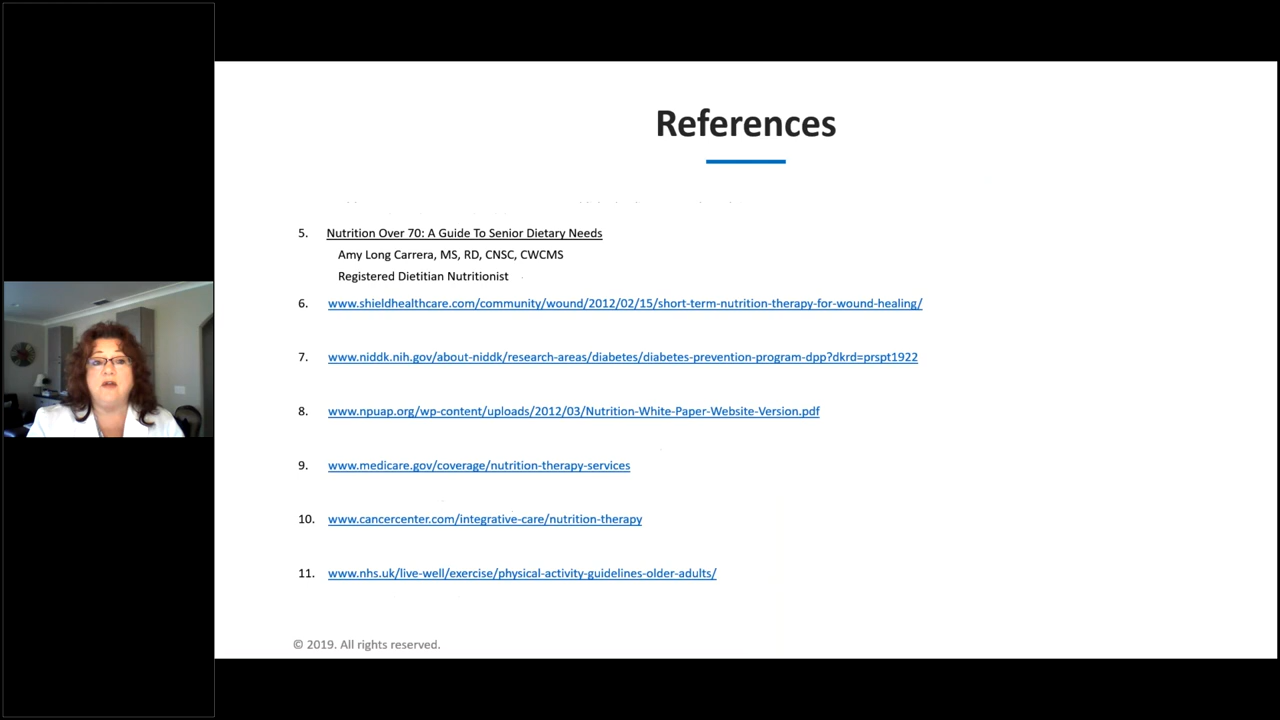 References
5. Nutrition Over 70: A Guide To Senior Dietary Needs
Amy Long Carrera, MS, RD, CNSC, CWCMS
Registered Dietitian Nutritionist
6. www.shieldhealthcare.com/community/wound/2012/02/15/short-term-nutrition-therapy-for-wound-healing/
7. www.niddk.nih.gov/about-niddk/research-areas/diabetes/diabetes-prevention-program-dpp?dkrd=prspt1922
8. www.npuap.org/wp-content/uploads/2012/03/Nutrition-White-Paper-Website-Version.pdf
9. www.medicare.gov/coverage/nutrition-therapy-services
10. www.cancercenter.com/integrative-care/nutrition-therapy
11. www.nhs.uk/live-well/exercise/physical-activity-guidelines-older-adults/
© 2019. All rights reserved.